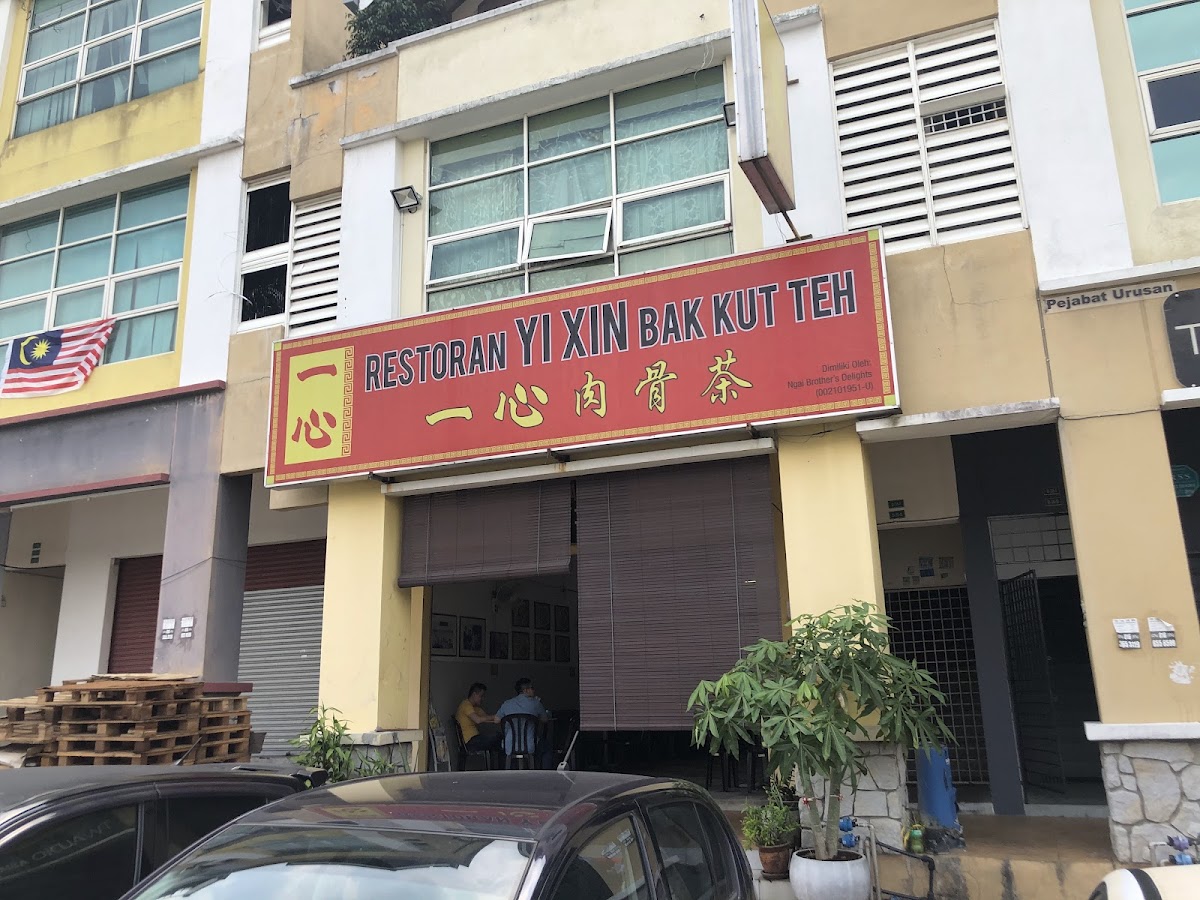 一心
RESTORAN YI XIN BAK KUT TEH
一心肉骨茶
Dimiliki Oleh:
Ngai Brother's Delights
(002101951-U)
Pejabat Urusan